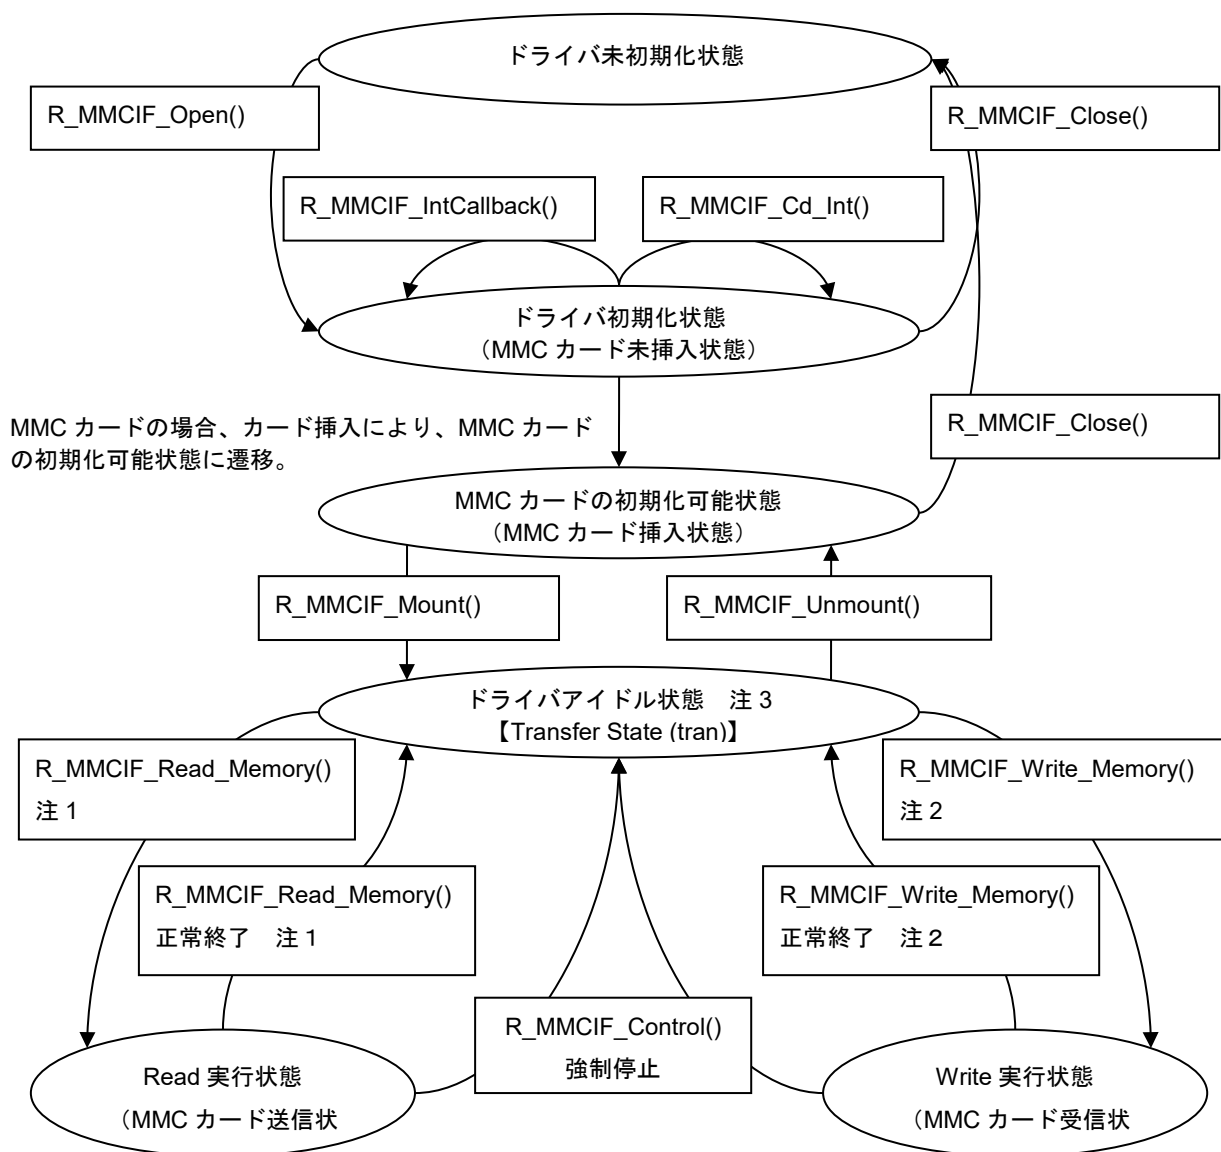 ドライバ未初期化状態
R_MMCIF_Open()
R_MMCIF_Close()
R_MMCIF_IntCallback()
R_MMCIF_Cd_Int()
ドライバ初期化状態
（MMC カード未挿入状態）
MMC カードの場合、カード挿入により、MMC カード
の初期化可能状態に遷移。
R_MMCIF_Close()
MMC カードの初期化可能状態
（MMC カード挿入状態）
R_MMCIF_Mount()
R_MMCIF_Unmount()
ドライバアイドル状態　注 3
【Transfer State (tran)】
R_MMCIF_Read_Memory()
注 1
R_MMCIF_Write_Memory()
注 2
R_MMCIF_Read_Memory()
正常終了　注 1
R_MMCIF_Write_Memory()
正常終了　注２
R_MMCIF_Control()
強制停止
Read 実行状態
（MMC カード送信状
Write 実行状態
（MMC カード受信状